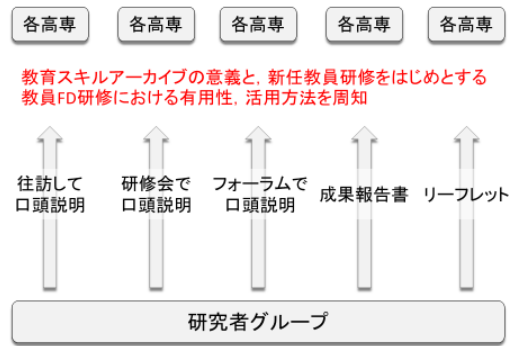 各高専 各高専 各高専 各高専 各高専
教育スキルアーカイブの意義と，新任教員研修をはじめとする
教員FD研修における有用性，活用方法を周知
往訪して
口頭説明
研修会で
口頭説明
フォーラムで
口頭説明
成果報告書
リーフレット
研究者グループ